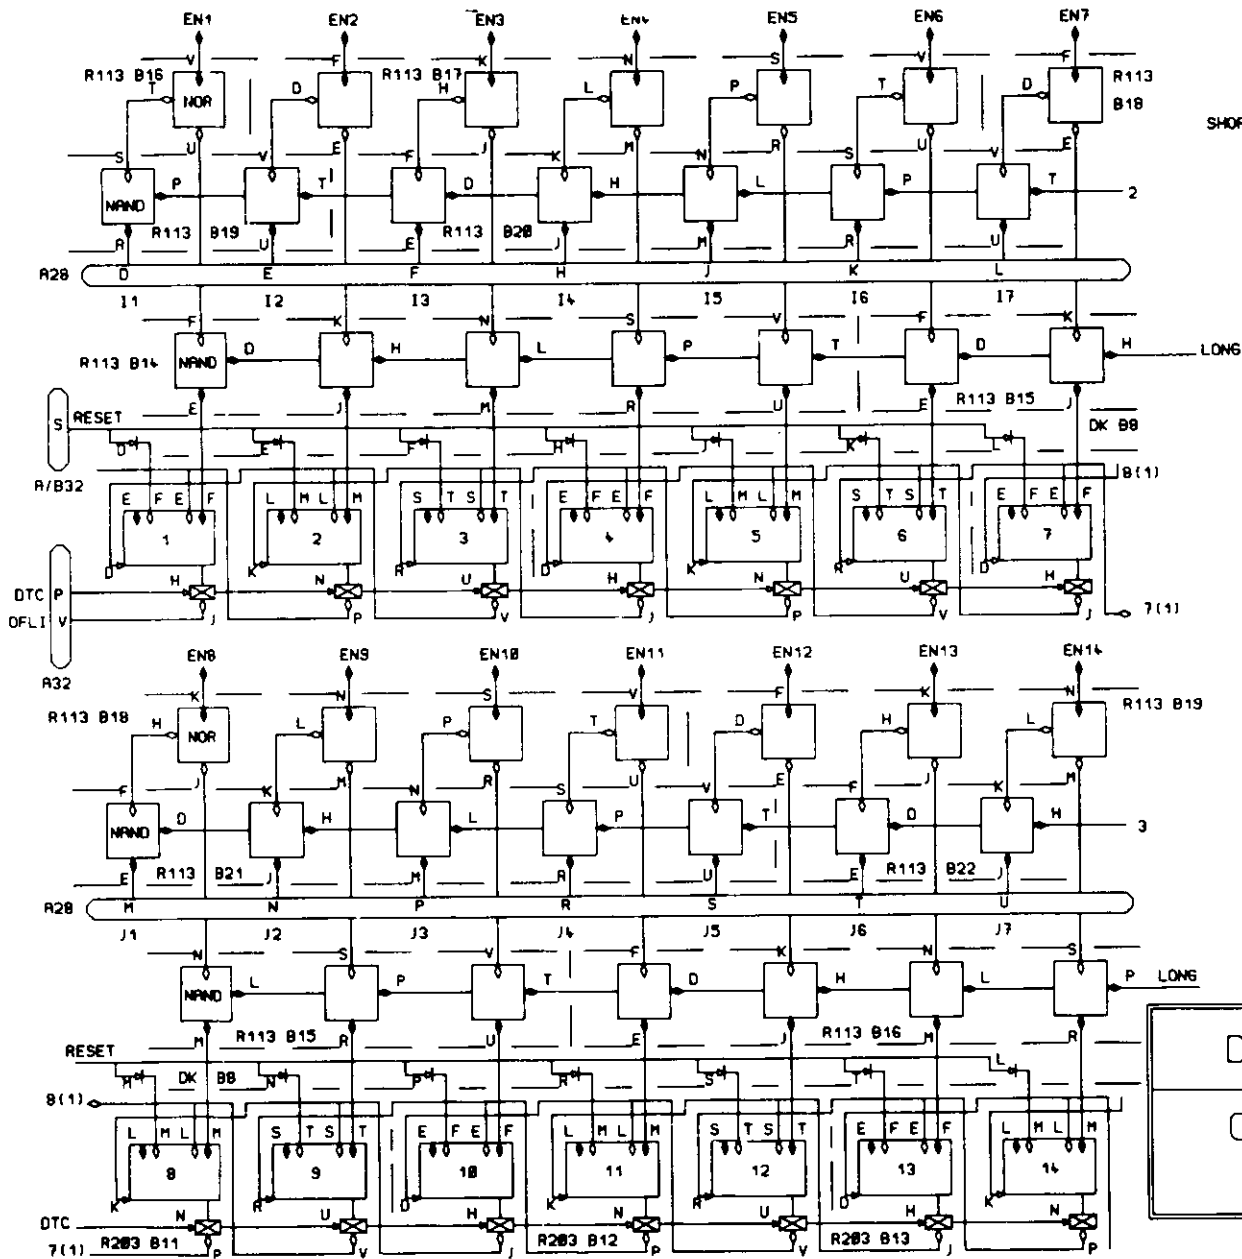 EN1 EN2 EN3 EN4 EN5 EN6 EN7
V F K N S V F
R113 B16 T D R113 B17 H L P T D R113
NOR B18
SHOR
U E J M R U E
S V F K N S V
P T D H L P T 2
NAND
R R113 B19 U E R113 B20 J M R U
A28 D E F H J K L
I1 I2 I3 I4 I5 I6 I7
F K N S V F K
R113 B14 NAND D H L P T D H LONG
E J M R U E R113 B15 J
S RESET DK B8
D E F H J K L
A/B32 8(1)
E F E F L M L M S T S T E F E F L M L M S T S T E F E F
1 2 3 4 5 6 7
D K R D K R D
H N U H N U H
DTC P
DFLI V J P V J P V J 7(1)
A32
EN8 EN9 EN10 EN11 EN12 EN13 EN14
K N S V F K N
R113 B18 H NOR L P T D H L R113 B19
J M R U E J M
F K N S V F K
NAND D H L P T D H 3
E R113 B21 J M R U E R113 B22 J
A28 M N P R S T U
J1 J2 J3 J4 J5 J6 J7
N S V F K N S
NAND L P T D H L P LONG
M R113 B15 R U E J R113 B16 M R
RESET
M DK B8 N P R S T L
8(1)
L M L M S T S T E F E F L M L M S T S T E F E F L M L M
8 9 10 11 12 13 14
K R D K R D K
DTC N U H N U H N
7(1) R203 B11 P V J R203 B12 P V R203 B13 J P